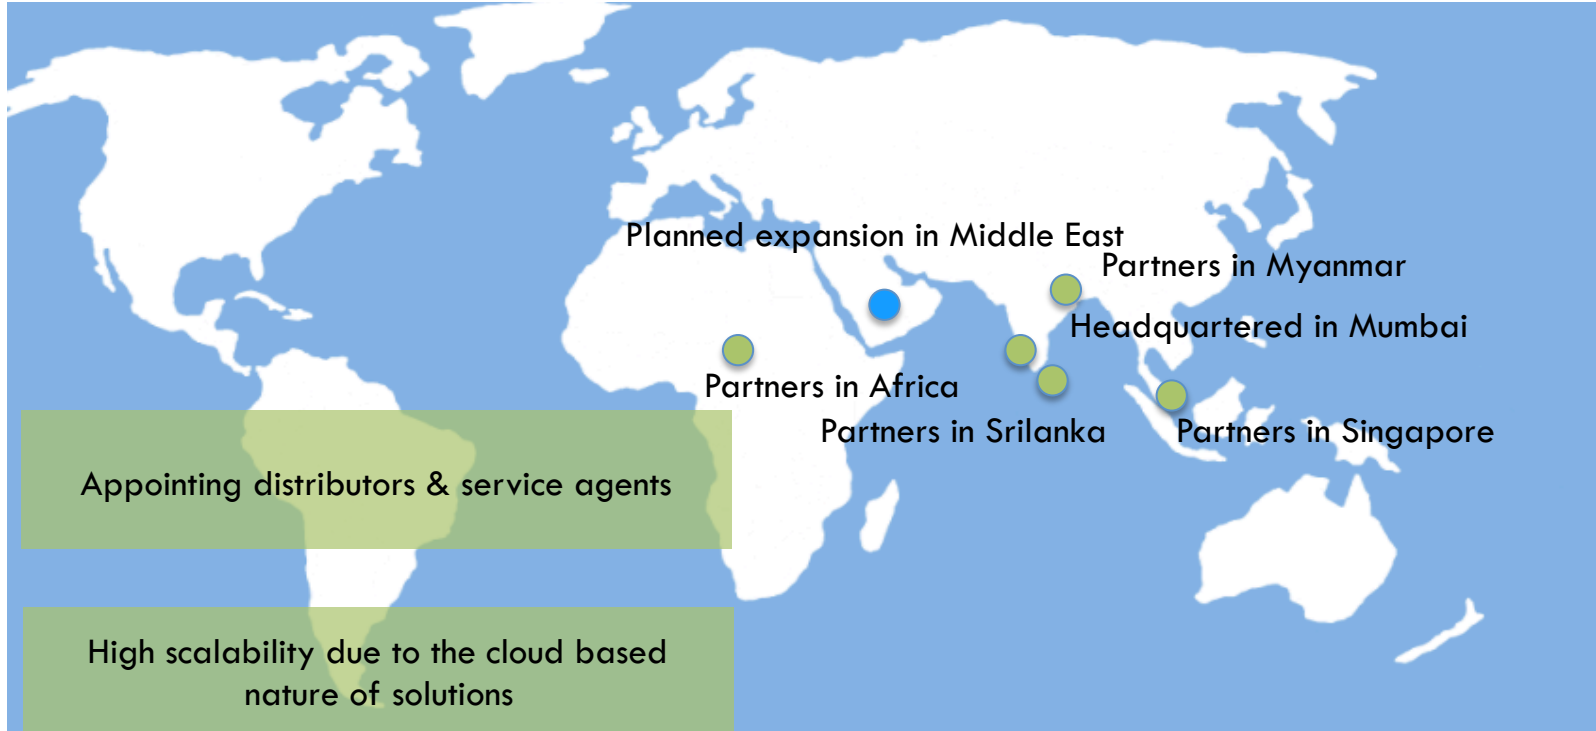 Planned expansion in Middle East
Partners in Myanmar
Headquartered in Mumbai
Partners in Africa
Partners in Srilanka
Partners in Singapore
Appointing distributors & service agents
High scalability due to the cloud based
nature of solutions